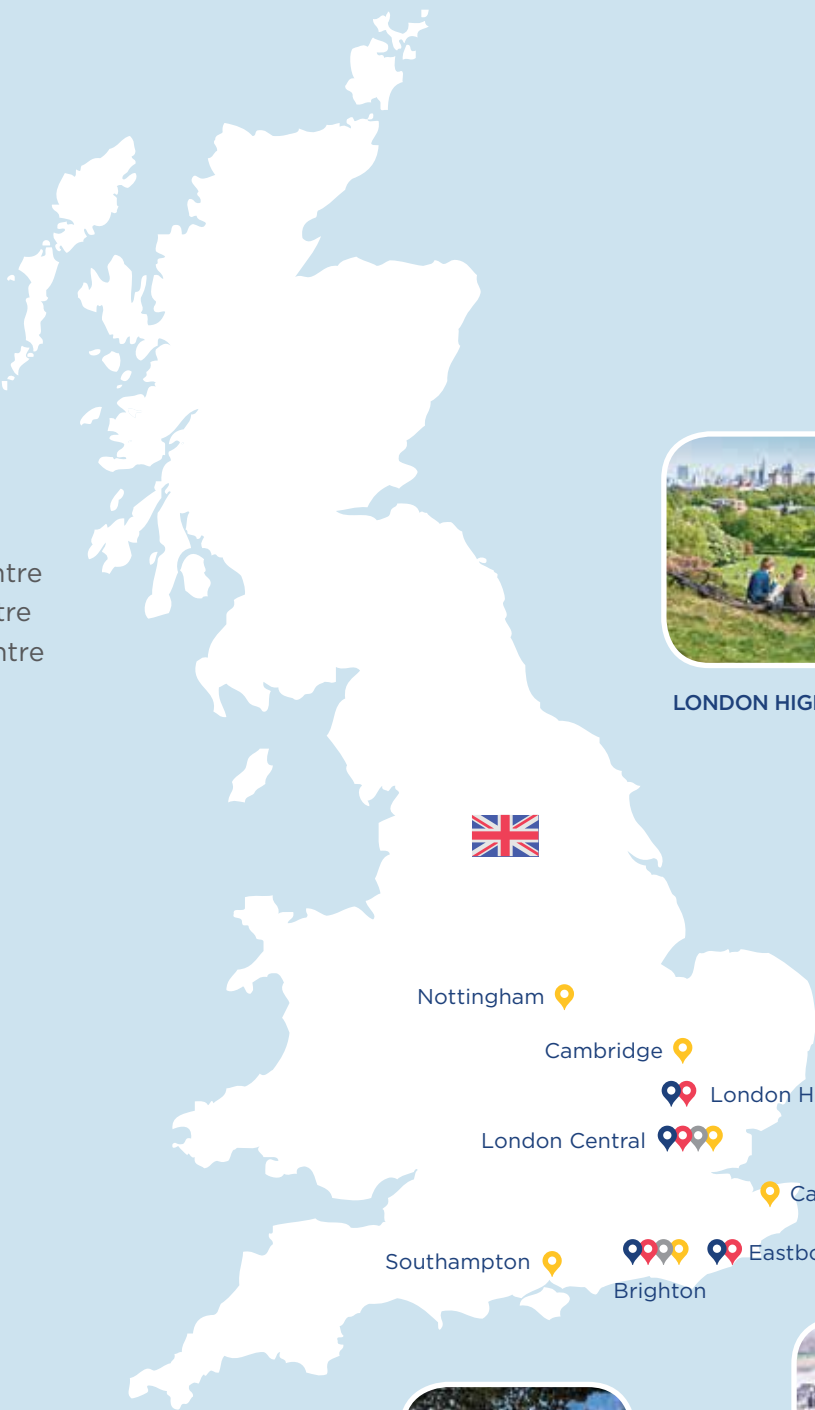 ntre
tre
ntre
LONDON HIG
Nottingham
Cambridge
London H
London Central
Ca
Eastbo
Southampton
Brighton